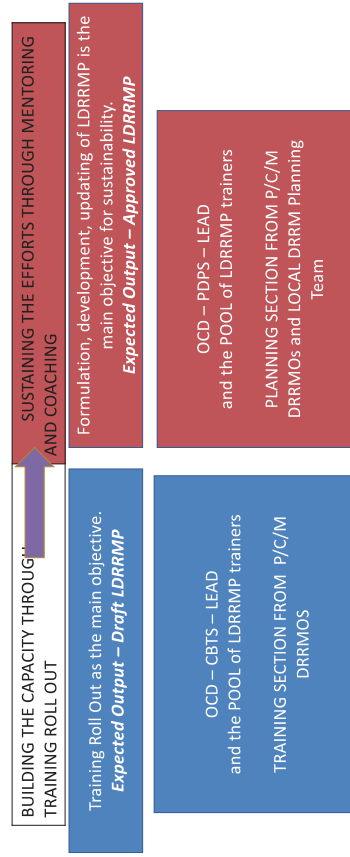 BUILDING THE CAPACITY THROUGH
TRAINING ROLL OUT
SUSTAINING THE EFFORTS THROUGH MENTORING
AND COACHING
Training Roll Out as the main objective.
Expected Output – Draft LDRRMP
Formulation, development, updating of LDRRMP is the
main objective for sustainability.
Expected Output – Approved LDRRMP
OCD – CBTS – LEAD
and the POOL of LDRRMP trainers
TRAINING SECTION FROM P/C/M
DRRMOS
OCD – PDPS – LEAD
and the POOL of LDRRMP trainers
PLANNING SECTION FROM P/C/M
DRRMOs and LOCAL DRRM Planning
Team